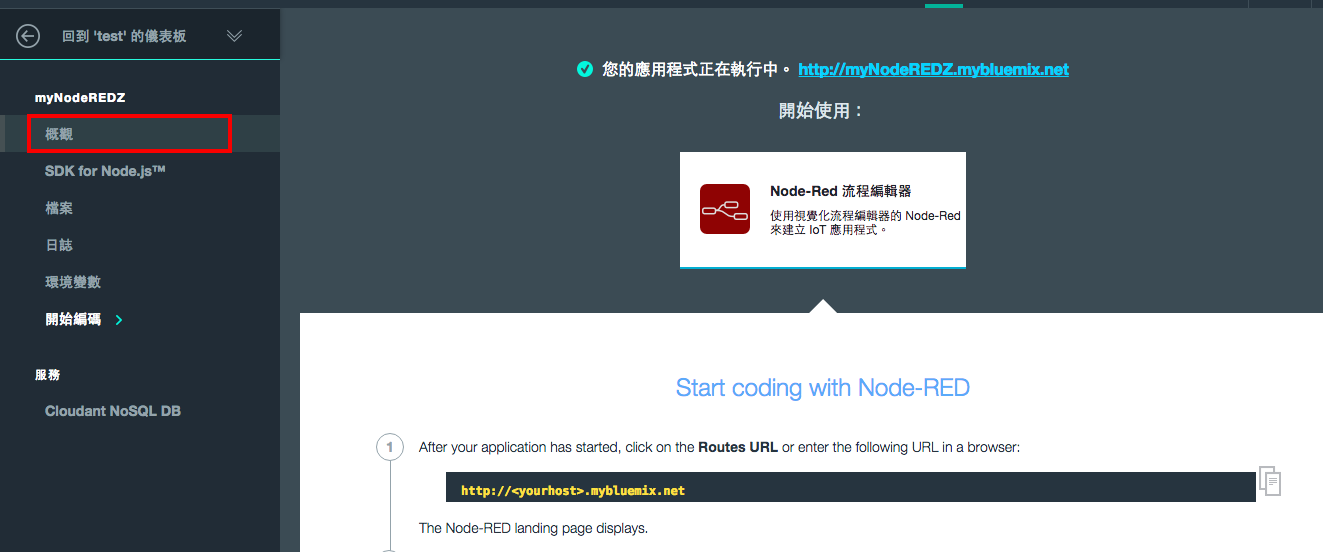 回到 'test' 的儀表板
myNodeREDZ
概觀
SDK for Node.js™
檔案
日誌
環境變數
開始編碼
服務
Cloudant NoSQL DB
您的應用程式正在執行中。 http://myNodeREDZ.mybluemix.net
開始使用：
Node-Red 流程編輯器
使用視覺化流程編輯器的 Node-Red
來建立 IoT 應用程式。
Start coding with Node-RED
1 After your application has started, click on the Routes URL or enter the following URL in a browser:
http://<yourhost>.mybluemix.net
The Node-RED landing page displays.